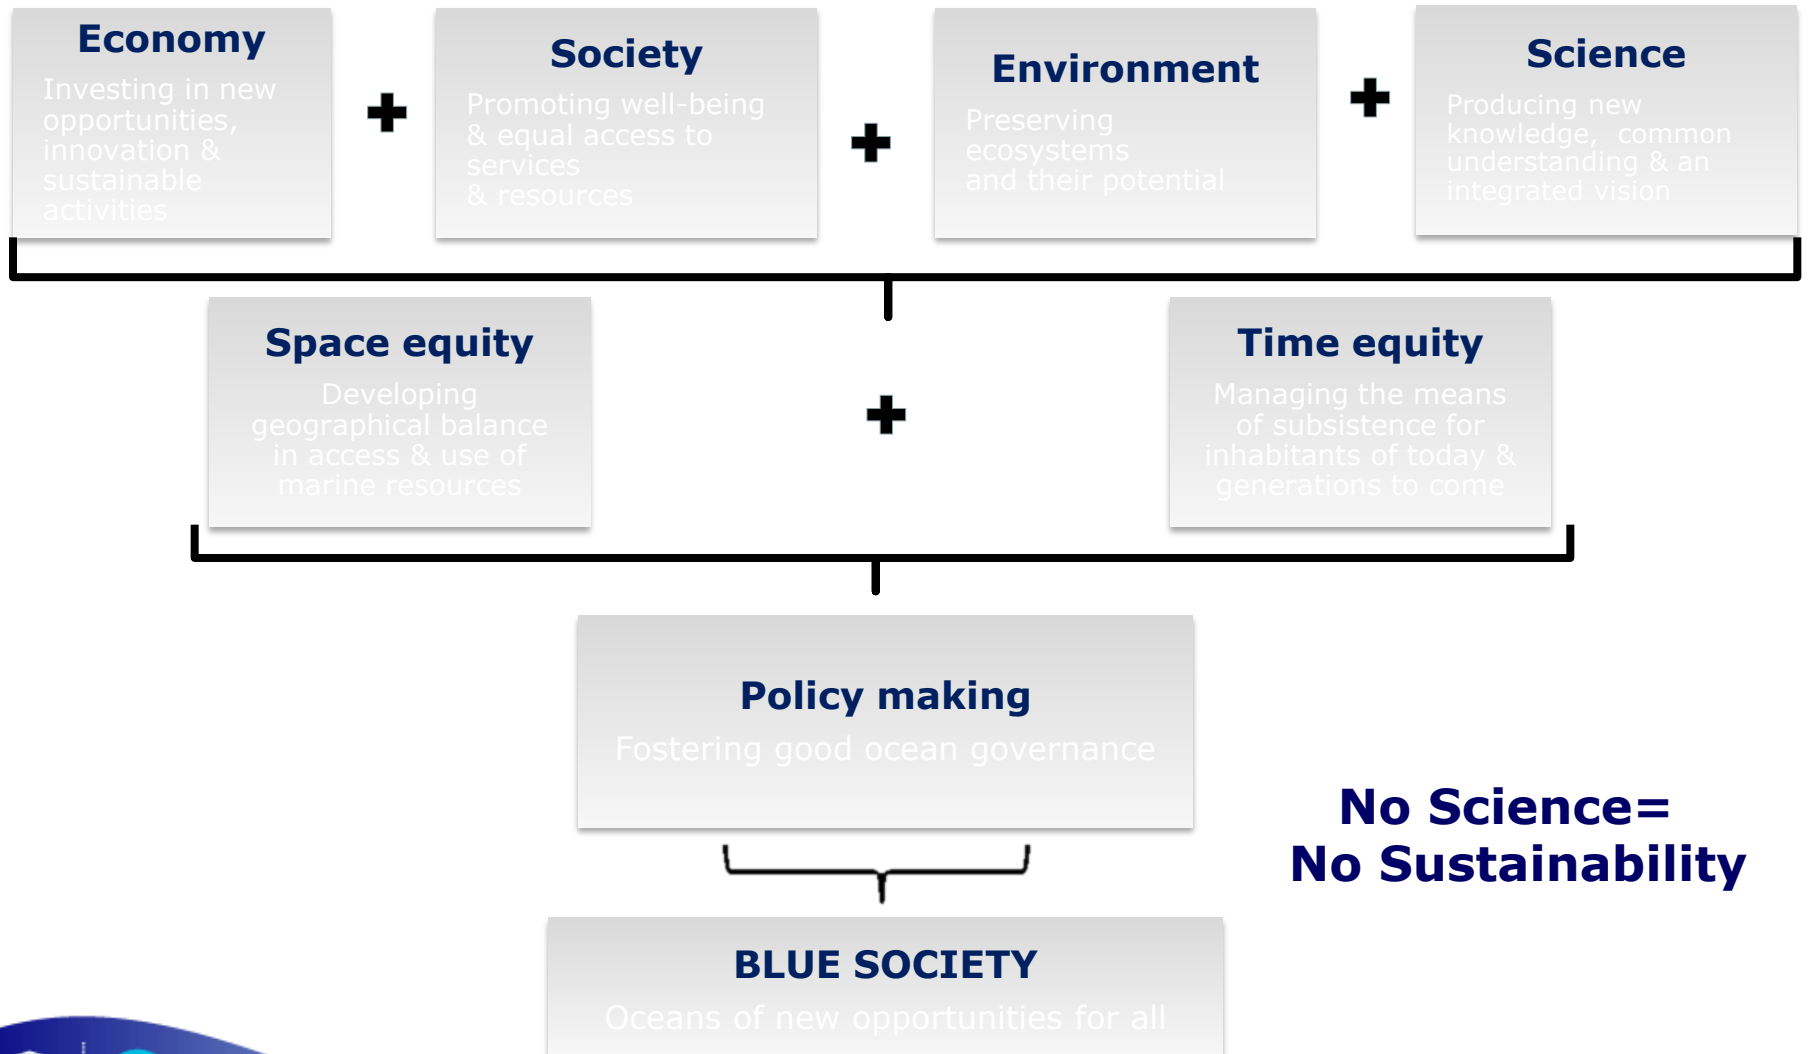 Economy
Investing in new
opportunities,
innovation &
sustainable
activities
Society
Promoting well-being
& equal access to
services
& resources
Environment
Preserving
ecosystems
and their potential
Science
Producing new
knowledge, common
understanding & an
integrated vision
Space equity
Developing
geographical balance
in access & use of
marine resources
Time equity
Managing the means
of subsistence for
inhabitants of today &
generations to come
Policy making
Fostering good ocean governance
No Science=
No Sustainability
BLUE SOCIETY
Oceans of new opportunities for all